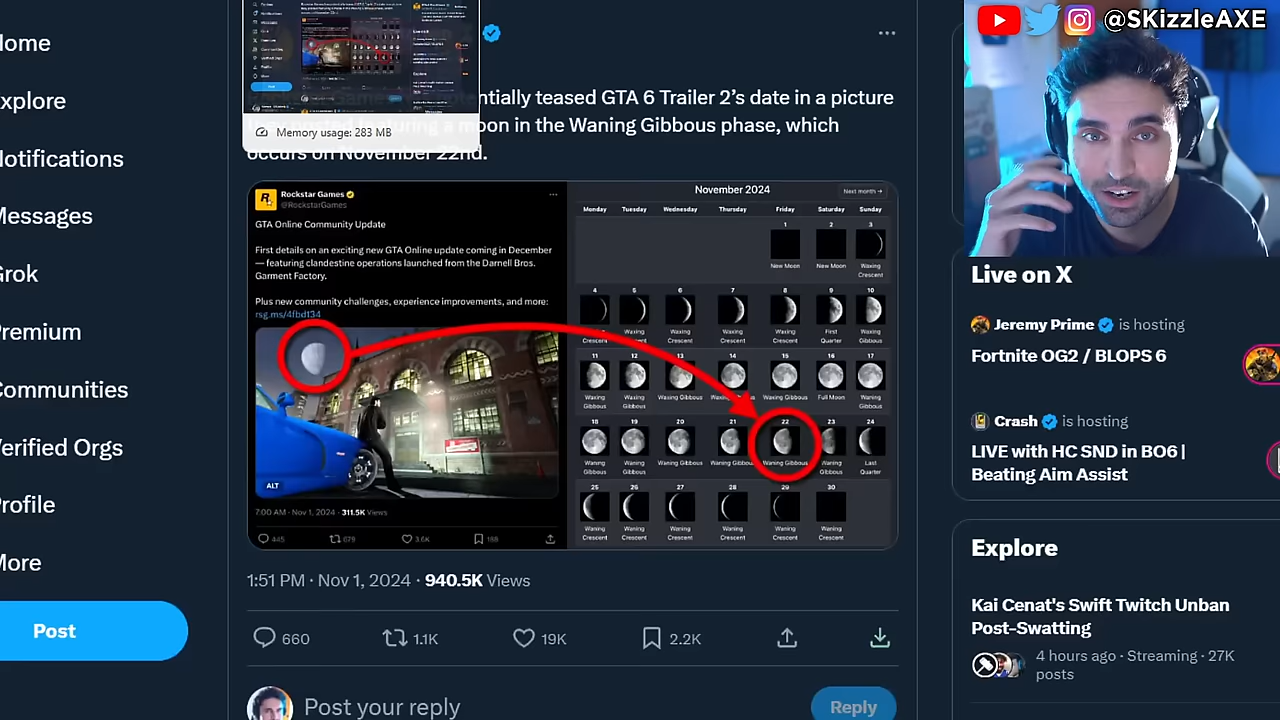 @SKizzleAXE
ome
xplore
otifications
essages
rok
remium
ommunities
erified Orgs
rofile
ore
Post
Memory usage: 283 MB
entially teased GTA 6 Trailer 2's date in a picture
a moon in the Waning Gibbous phase, which
occurs on November 22nd.
Rockstar Games
@RockstarGames
GTA Online Community Update
First details on an exciting new GTA Online update coming in December
— featuring clandestine operations launched from the Darnell Bros.
Garment Factory.
Plus new community challenges, experience improvements, and more:
rsg.ms/4fbd134
ALT
7:00 AM · Nov 1, 2024 · 311.5K Views
445 679 3.6K 188
November 2024
Next month →
Monday Tuesday Wednesday Thursday Friday Saturday Sunday
1 2 3
New Moon New Moon Waxing
Crescent
4 5 6 7 8 9 10
Waxing Waxing Waxing Waxing Waxing First Waxing
Crescent Crescent Crescent Crescent Crescent Quarter Gibbous
11 12 13 14 15 16 17
Waxing Waxing Waxing Gibbous Waxing Gibbous Full Moon Waning
Gibbous Gibbous Gibbous
18 19 20 21 22 23 24
Waning Waning Waning Gibbous Waning Gibbous Waning Gibbous Waning Last
Gibbous Gibbous Gibbous Quarter
25 26 27 28 29 30
Waning Waning Waning Waning Waning Waning
Crescent Crescent Crescent Crescent Crescent Crescent
1:51 PM · Nov 1, 2024 · 940.5K Views
660 1.1K 19K 2.2K
Post your reply
Reply
Live on X
Jeremy Prime is hosting
Fortnite OG2 / BLOPS 6
Crash is hosting
LIVE with HC SND in BO6 |
Beating Aim Assist
Explore
Kai Cenat's Swift Twitch Unban
Post-Swatting
4 hours ago · Streaming · 27K
posts